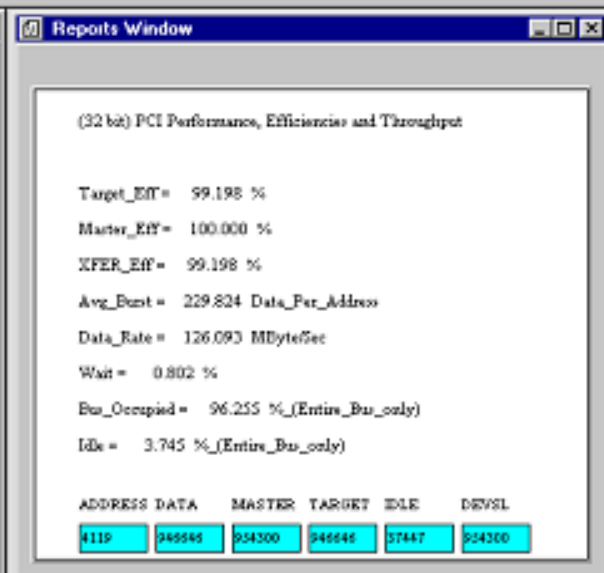 Reports Window
(32 bit) PCI Performance, Efficiencies and Throughput
Target_Eff = 99.198 %
Master_Eff = 100.000 %
XFER_Eff = 99.198 %
Avg_Burst = 229.824 Data_Per_Address
Data_Rate = 126.093 MByte/Sec
Wait = 0.802 %
Bus_Occupied = 96.255 %_(Entire_Bus_only)
Idle = 3.745 %_(Entire_Bus_only)
ADDRESS DATA MASTER TARGET IDLE DEVSL
4119 946646 954300 946646 37447 954300